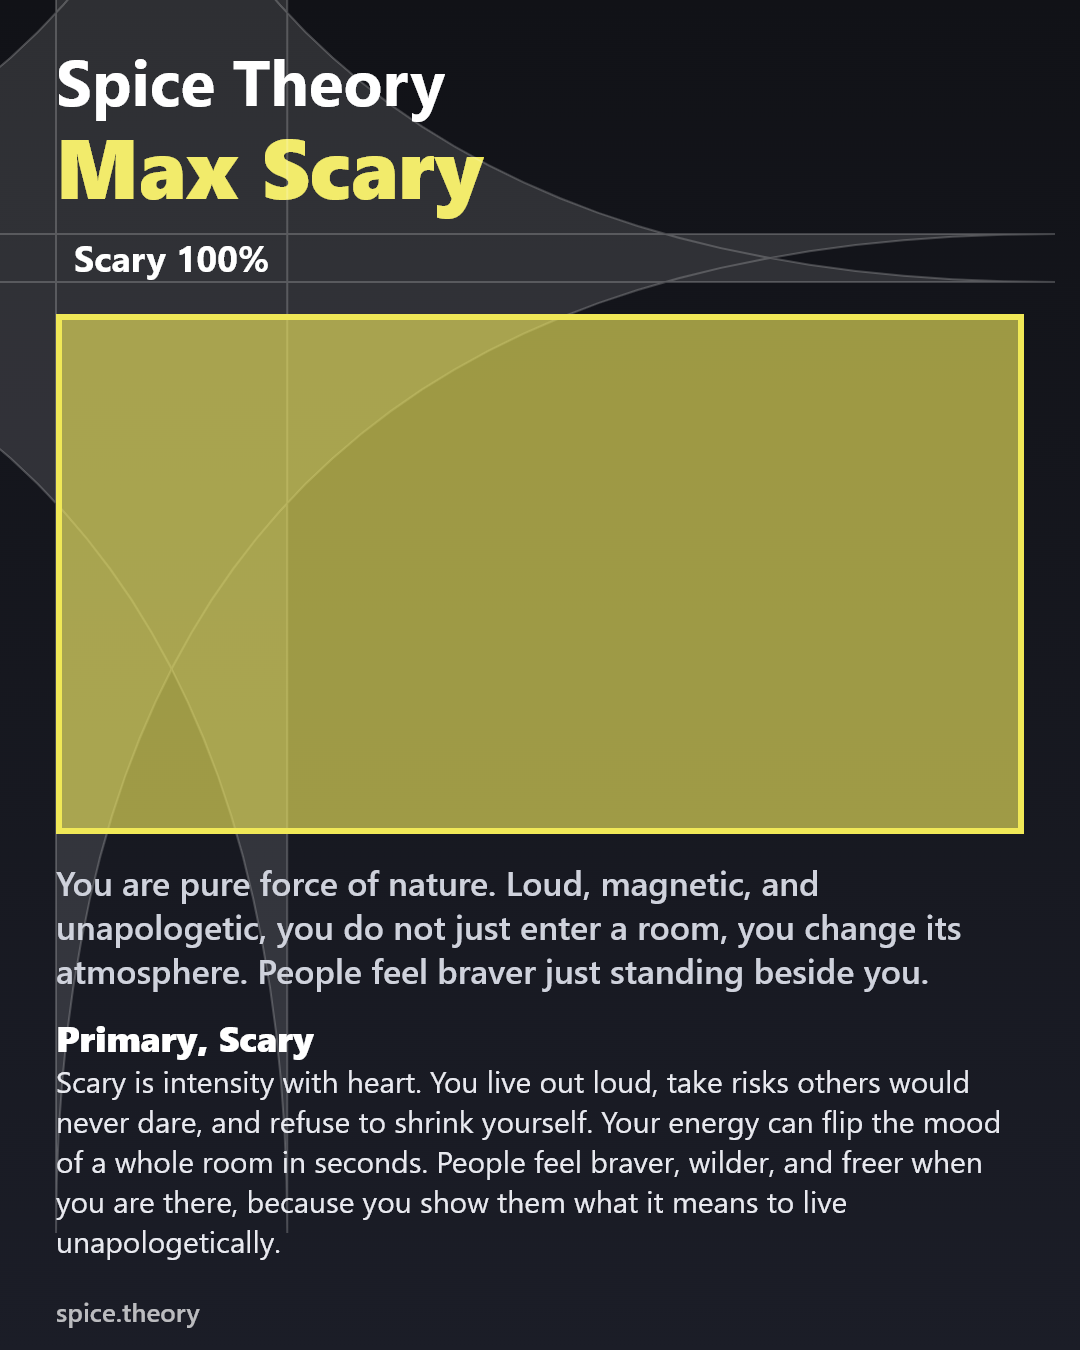 Spice Theory
Max Scary
Scary 100%
You are pure force of nature. Loud, magnetic, and
unapologetic, you do not just enter a room, you change its
atmosphere. People feel braver just standing beside you.
Primary, Scary
Scary is intensity with heart. You live out loud, take risks others would
never dare, and refuse to shrink yourself. Your energy can flip the mood
of a whole room in seconds. People feel braver, wilder, and freer when
you are there, because you show them what it means to live
unapologetically.
spice.theory